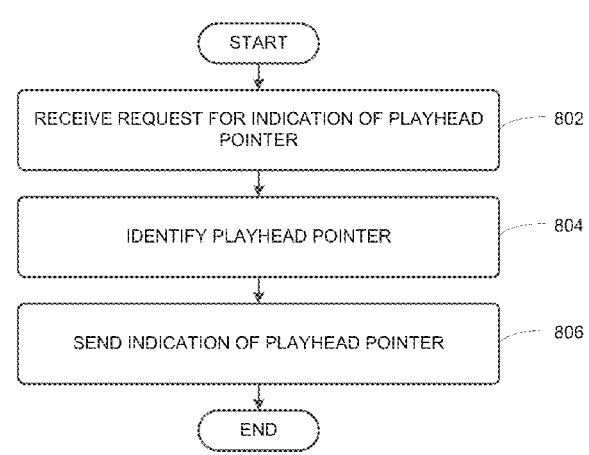 START
RECEIVE REQUEST FOR INDICATION OF PLAYHEAD
POINTER
802
IDENTIFY PLAYHEAD POINTER
804
SEND INDICATION OF PLAYHEAD POINTER
806
END